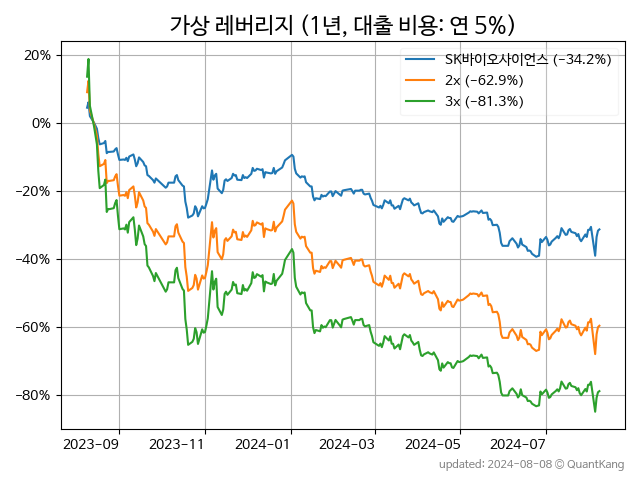 가상 레버리지 (1년, 대출 비용: 연 5%)
SK바이오사이언스 (−34.2%)
2x (−62.9%)
3x (−81.3%)
20%
0%
−20%
−40%
−60%
−80%
2023-09
2023-11
2024-01
2024-03
2024-05
2024-07
updated: 2024-08-08 © QuantKang